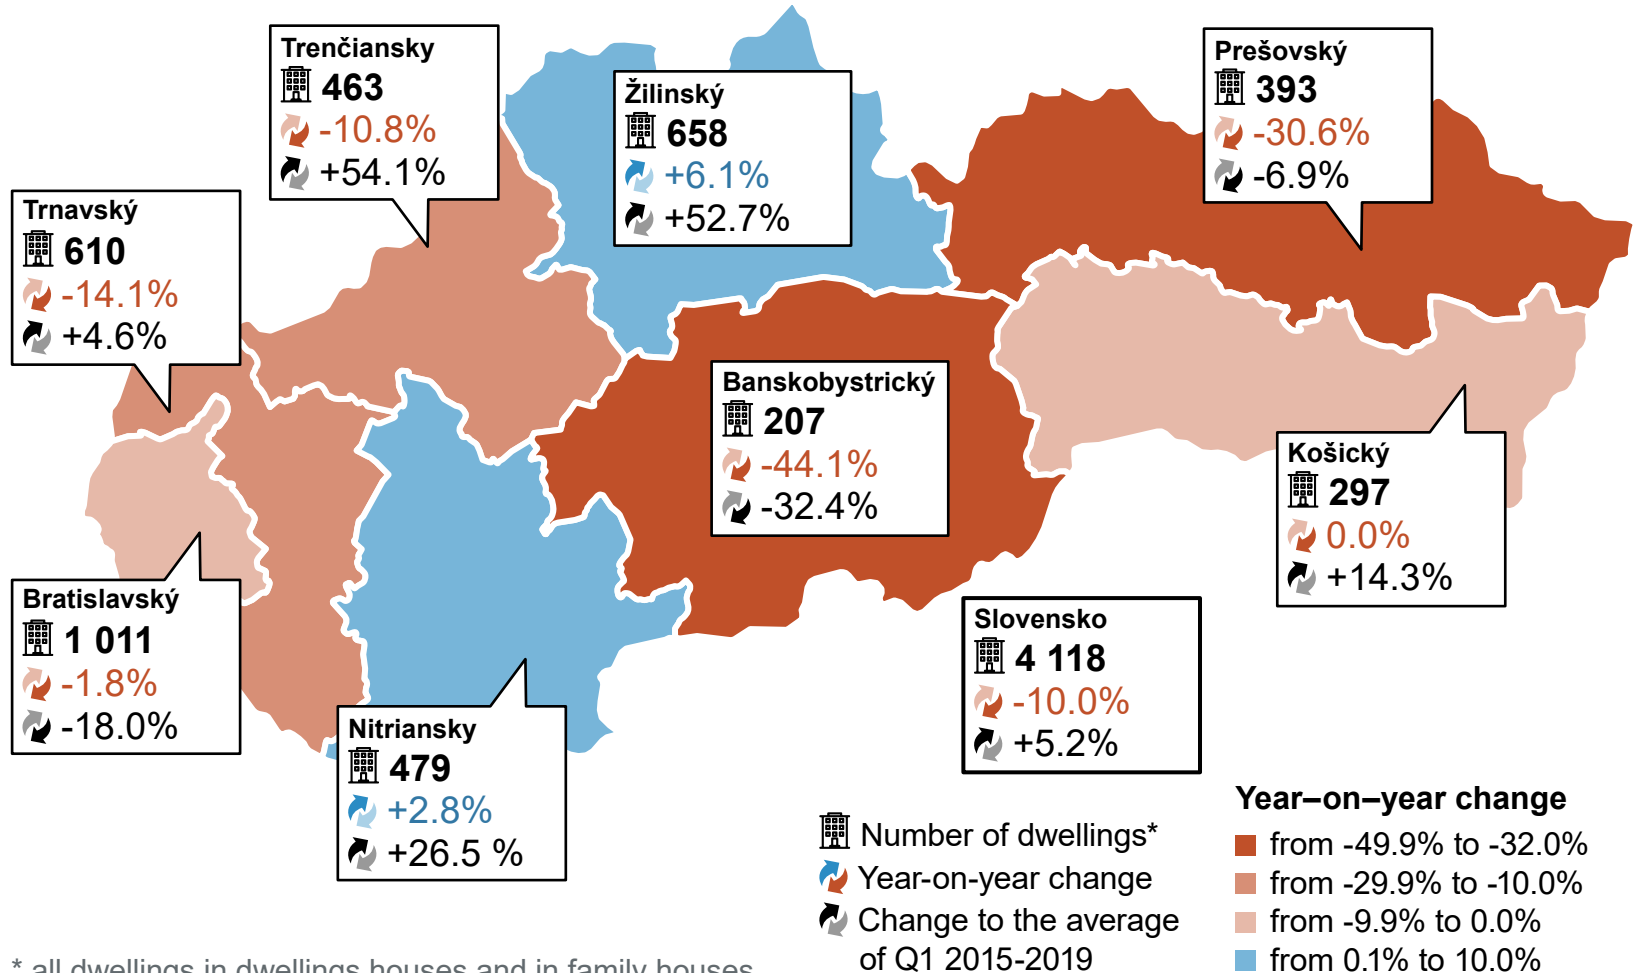 Trenčiansky
463
-10.8%
+54.1%
Žilinský
658
+6.1%
+52.7%
Prešovský
393
-30.6%
-6.9%
Trnavský
610
-14.1%
+4.6%
Banskobystrický
207
-44.1%
-32.4%
Košický
297
0.0%
+14.3%
Bratislavský
1 011
-1.8%
-18.0%
Nitriansky
479
+2.8%
+26.5 %
Slovensko
4 118
-10.0%
+5.2%
Number of dwellings*
Year-on-year change
Change to the average
of Q1 2015-2019
Year–on–year change
from -49.9% to -32.0%
from -29.9% to -10.0%
from -9.9% to 0.0%
from 0.1% to 10.0%
* all dwellings in dwellings houses and in family houses